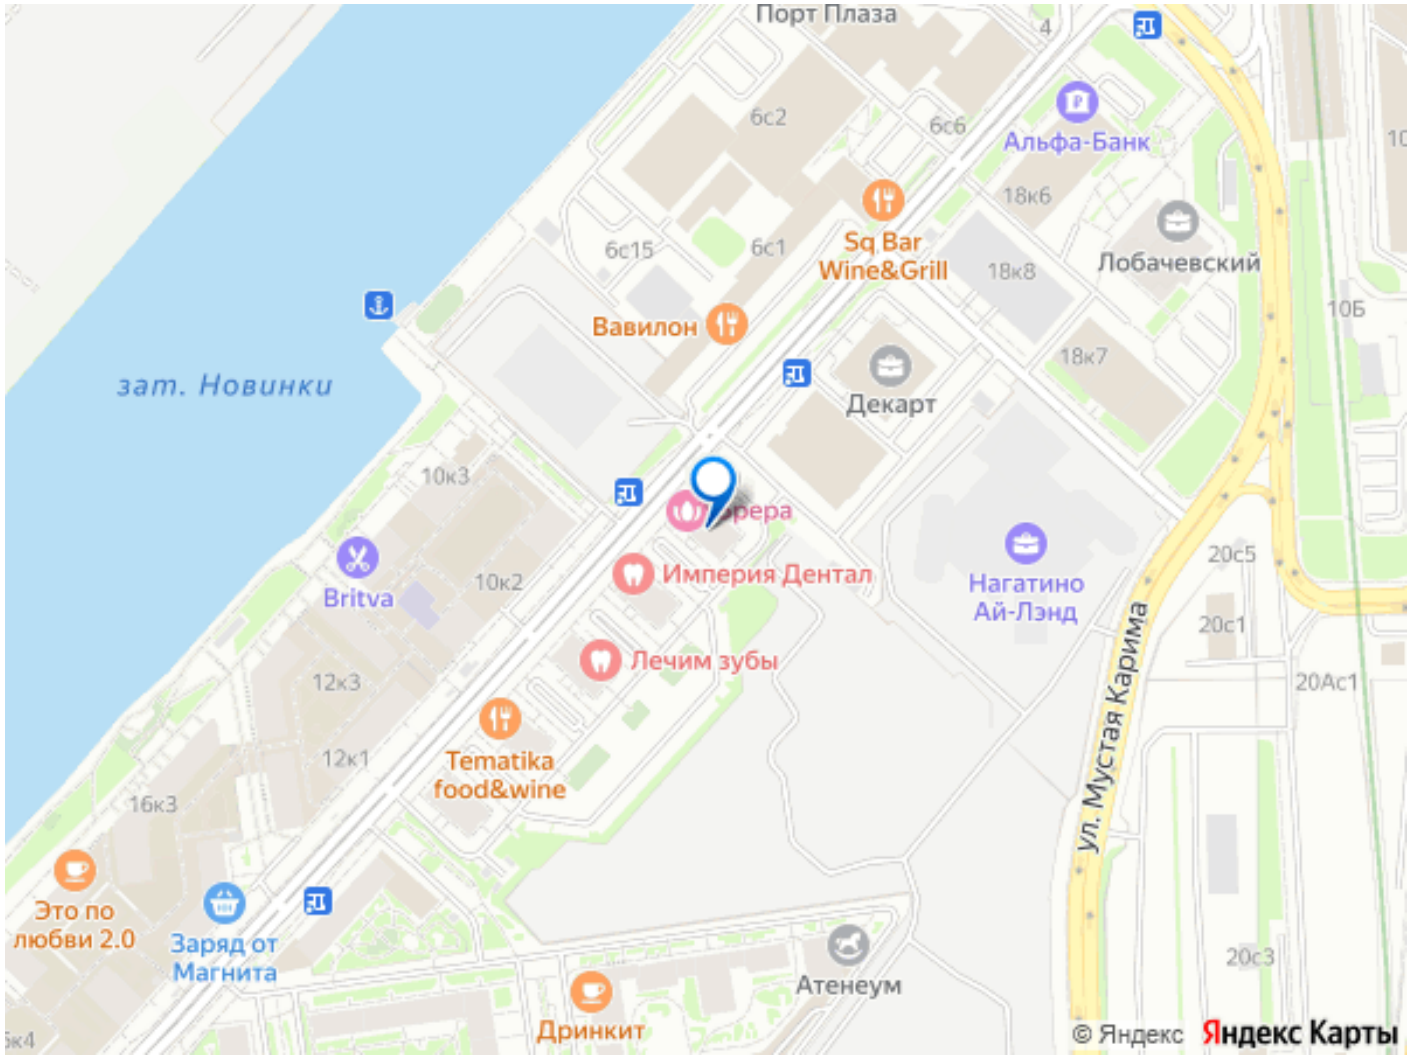 Порт Плаза
4
6с2
6с6
Альфа-Банк
10
18к6
Sq Bar
Wine&Grill
6с15
6с1
Лобачевский
18к8
10Б
Вавилон
18к7
зат. Новинки
Декарт
10к3
Империя Дентал
10к2
Britva
Нагатино
Ай-Лэнд
20с5
20с1
ул. Мустая Карима
Лечим зубы
12к3
20Ас1
12к1
Tematika
food&wine
16к3
Это по
любви 2.0
Заряд от
Магнита
20с3
Атенеум
Дринкит
к4
© Яндекс Яндекс Карты